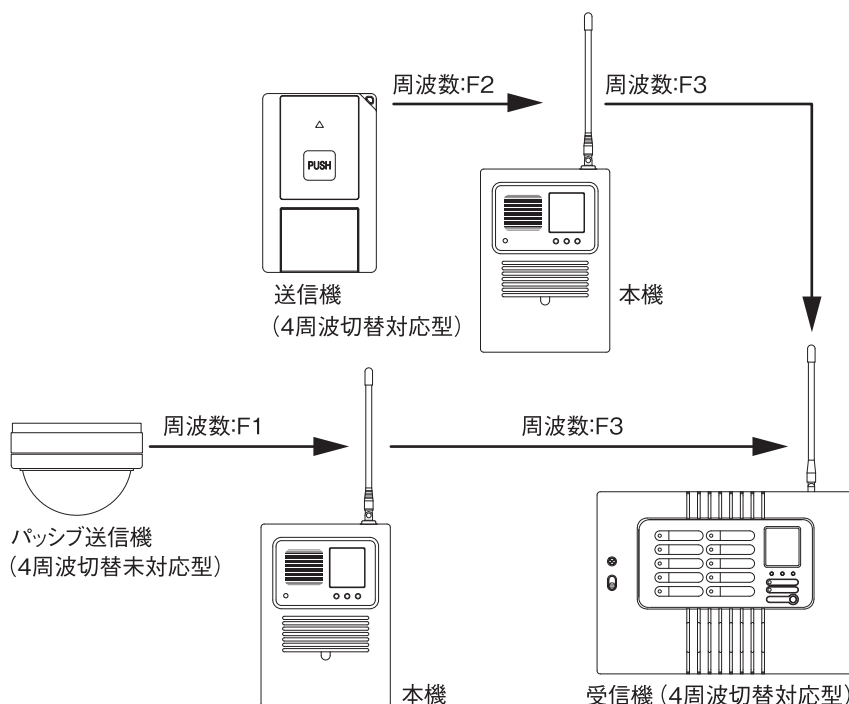 周波数:F2
周波数:F3
PUSH
送信機
(4周波切替対応型)
本機
周波数:F1
周波数:F3
パッシブ送信機
(4周波切替未対応型)
本機
受信機(4周波切替対応型)